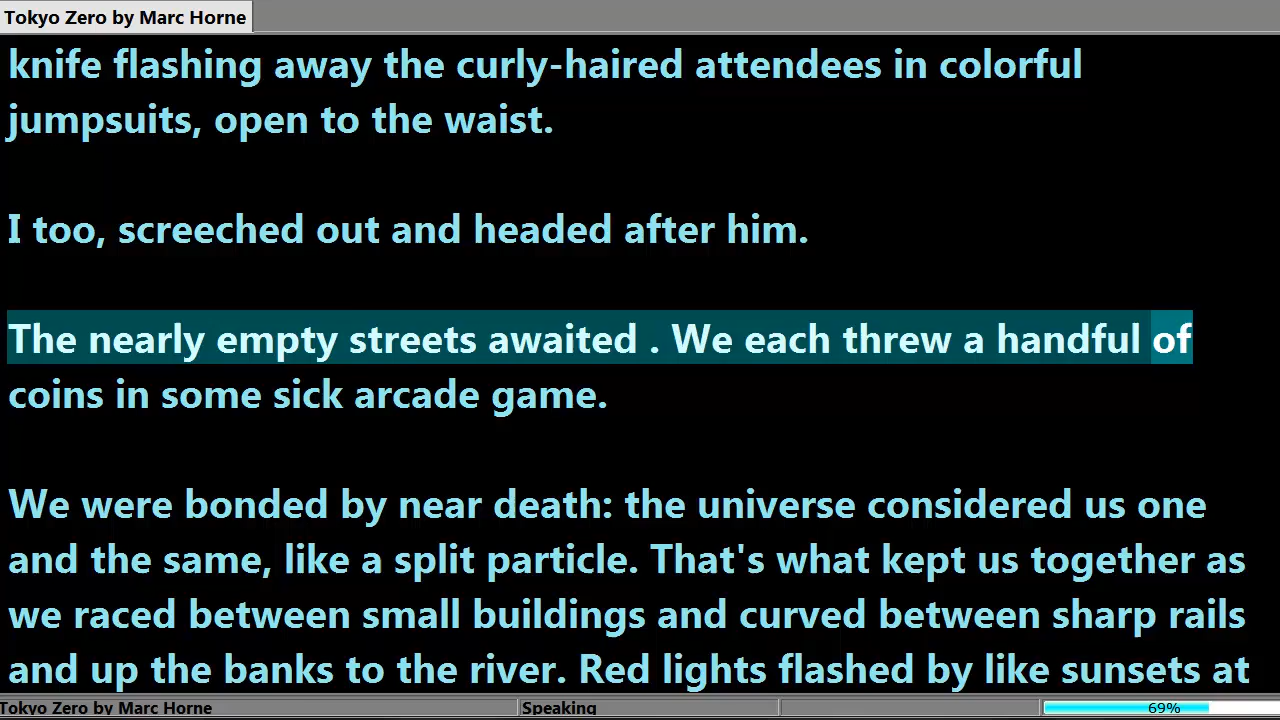 Tokyo Zero by Marc Horne
knife flashing away the curly-haired attendees in colorful
jumpsuits, open to the waist.
I too, screeched out and headed after him.
The nearly empty streets awaited . We each threw a handful of
coins in some sick arcade game.
We were bonded by near death: the universe considered us one
and the same, like a split particle. That's what kept us together as
we raced between small buildings and curved between sharp rails
and up the banks to the river. Red lights flashed by like sunsets at
Tokyo Zero by Marc Horne Speaking 69%